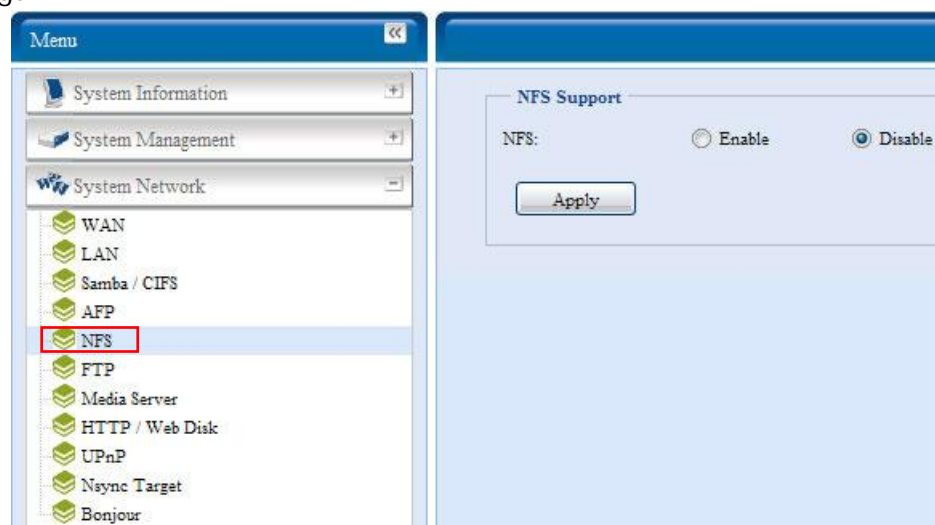 Menu
System Information
System Management
System Network
WAN
LAN
Samba / CIFS
AFP
NFS
FTP
Media Server
HTTP / Web Disk
UPnP
Nsync Target
Bonjour
NFS Support
NFS: Enable Disable
Apply